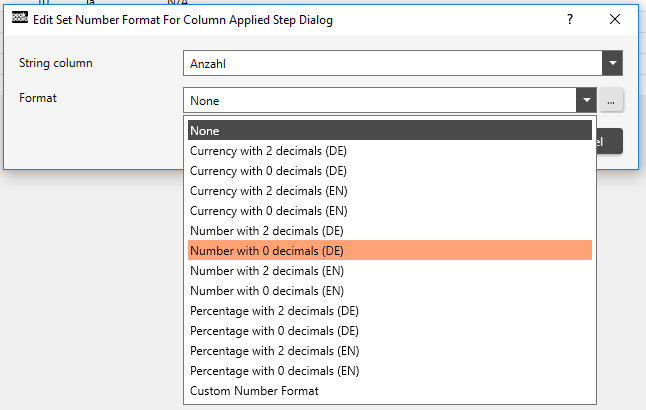 10 Ja N/A
peak board Edit Set Number Format For Column Applied Step Dialog ?
String column Anzahl
Format None ...
None
Currency with 2 decimals (DE)
Currency with 0 decimals (DE)
Currency with 2 decimals (EN)
Currency with 0 decimals (EN)
Number with 2 decimals (DE)
Number with 0 decimals (DE)
Number with 2 decimals (EN)
Number with 0 decimals (EN)
Percentage with 2 decimals (DE)
Percentage with 0 decimals (DE)
Percentage with 2 decimals (EN)
Percentage with 0 decimals (EN)
Custom Number Format